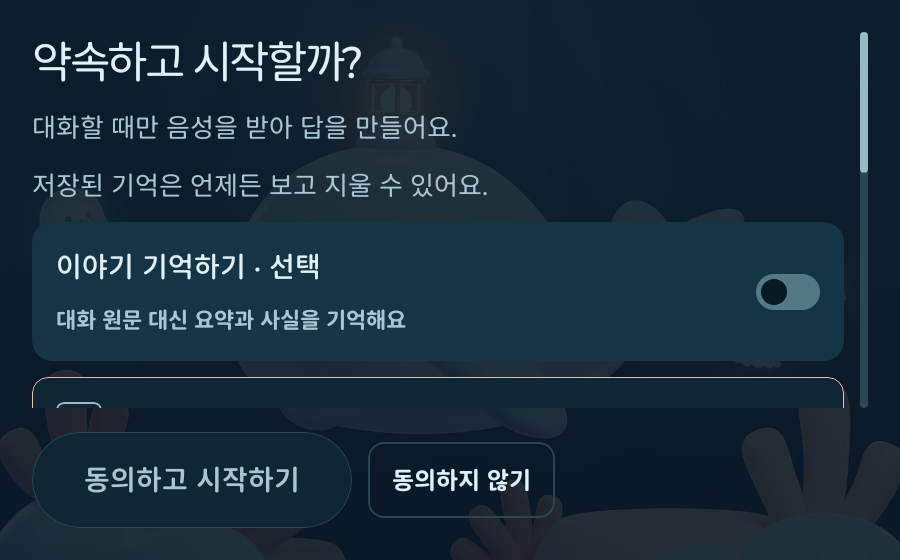 약속하고 시작할까?
대화할 때만 음성을 받아 답을 만들어요.
저장된 기억은 언제든 보고 지울 수 있어요.
이야기 기억하기 · 선택
대화 원문 대신 요약과 사실을 기억해요
동의하고 시작하기
동의하지 않기